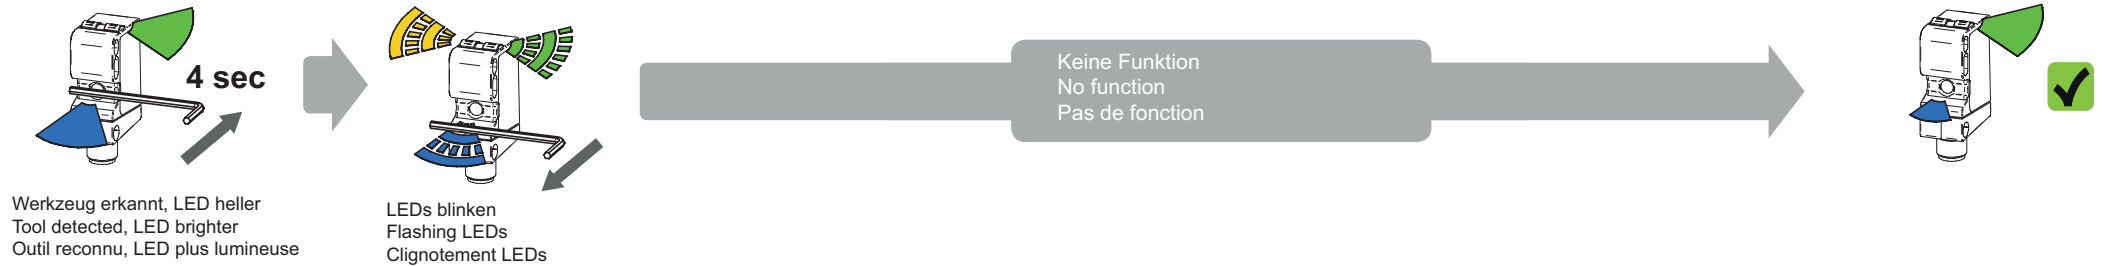 4 sec
Werkzeug erkannt, LED heller
Tool detected, LED brighter
Outil reconnu, LED plus lumineuse
LEDs blinken
Flashing LEDs
Clignotement LEDs
Keine Funktion
No function
Pas de fonction